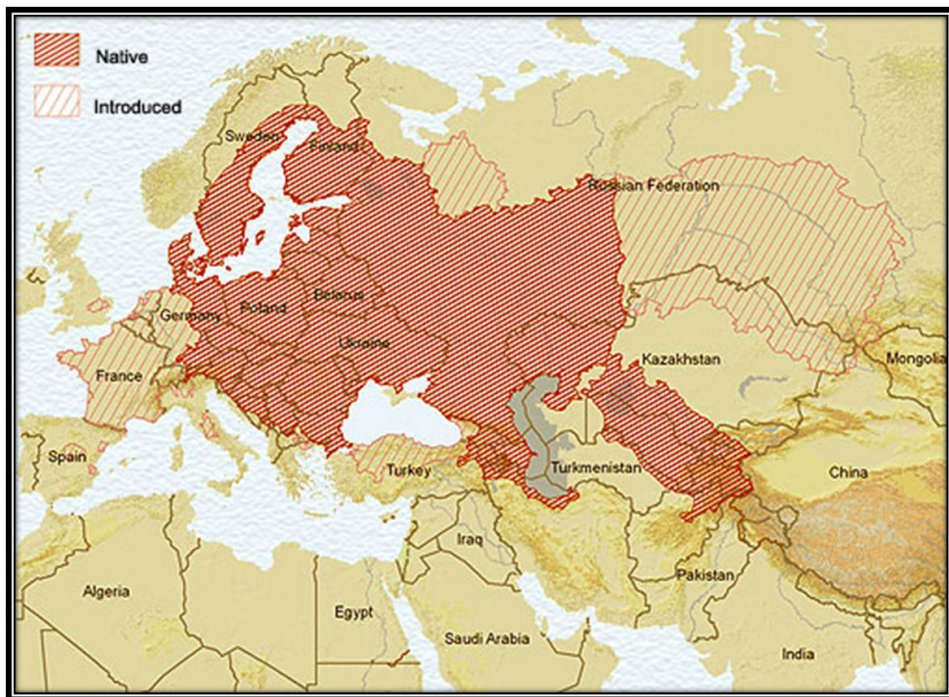 Native
Introduced
Sweden
Finland
Russian Federation
Germany
Poland
Belarus
Ukraine
France
Kazakhstan
Mongolia
Spain
Turkey
Turkmenistan
China
Iraq
Algeria
Egypt
Pakistan
Saudi Arabia
India